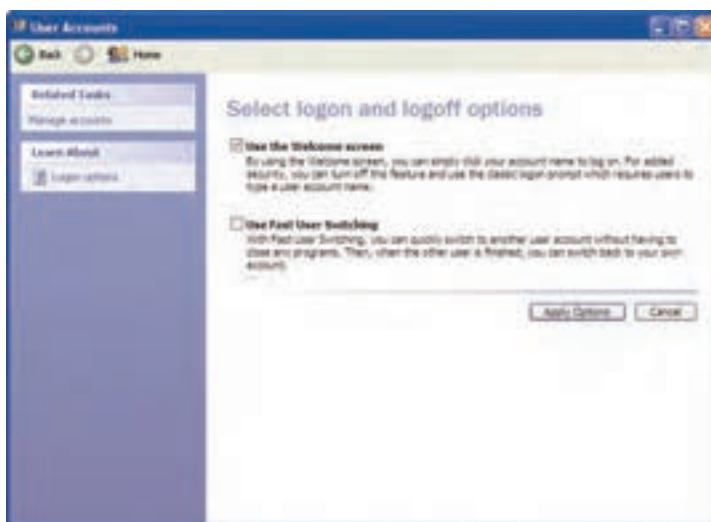 User Accounts
Back Home
Related Tasks
Manage accounts
Learn About
Logon options
Select logon and logoff options
Use the Welcome screen
By using the Welcome screen, you can simply click your account name to log on. For added
security, you can turn off this feature and use the classic logon prompt which requires users to
type a user account name.
Use Fast User Switching
With Fast User Switching, you can quickly switch to another user account without having to
close any programs. Then, when the other user is finished, you can switch back to your own
account.
Apply Options Cancel